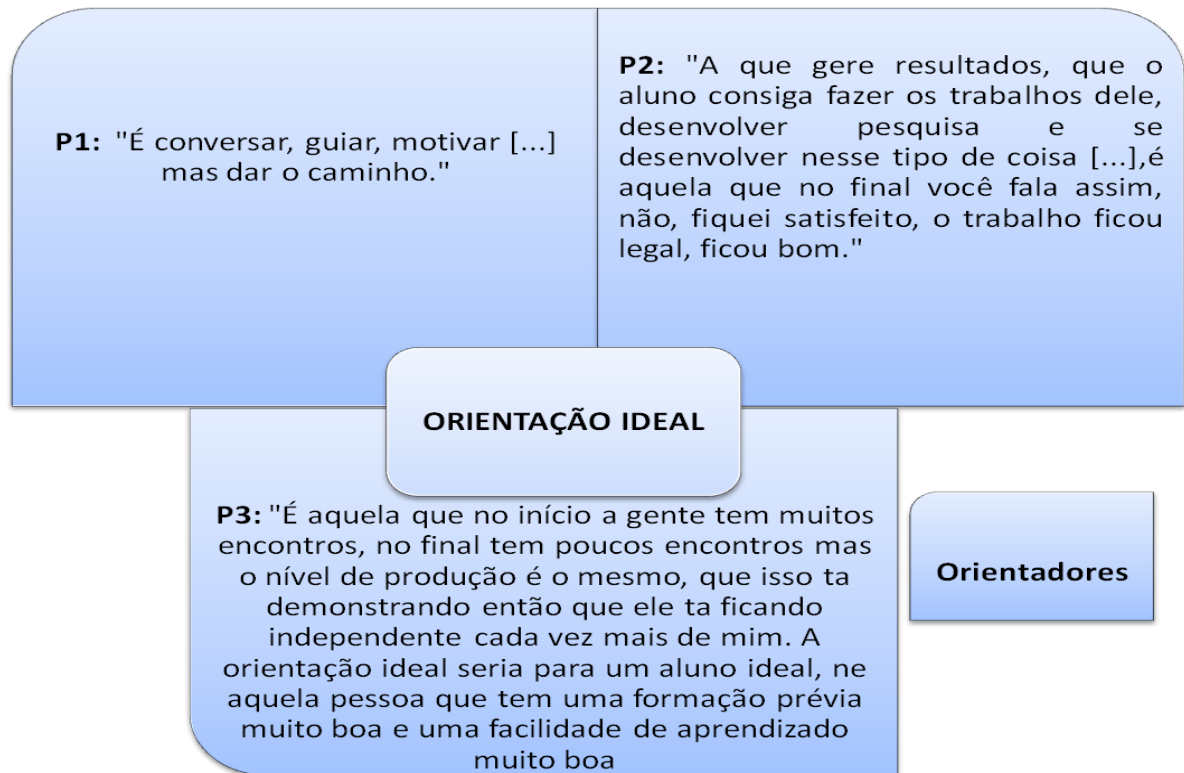 P1: "É conversar, guiar, motivar [...]
mas dar o caminho."
P2: "A que gere resultados, que o
aluno consiga fazer os trabalhos dele,
desenvolver pesquisa e se
desenvolver nesse tipo de coisa [...],é
aquela que no final você fala assim,
não, fiquei satisfeito, o trabalho ficou
legal, ficou bom."
ORIENTAÇÃO IDEAL
P3: "É aquela que no início a gente tem muitos
encontros, no final tem poucos encontros mas
o nível de produção é o mesmo, que isso ta
demonstrando então que ele ta ficando
independente cada vez mais de mim. A
orientação ideal seria para um aluno ideal, ne
aquela pessoa que tem uma formação prévia
muito boa e uma facilidade de aprendizado
muito boa
Orientadores